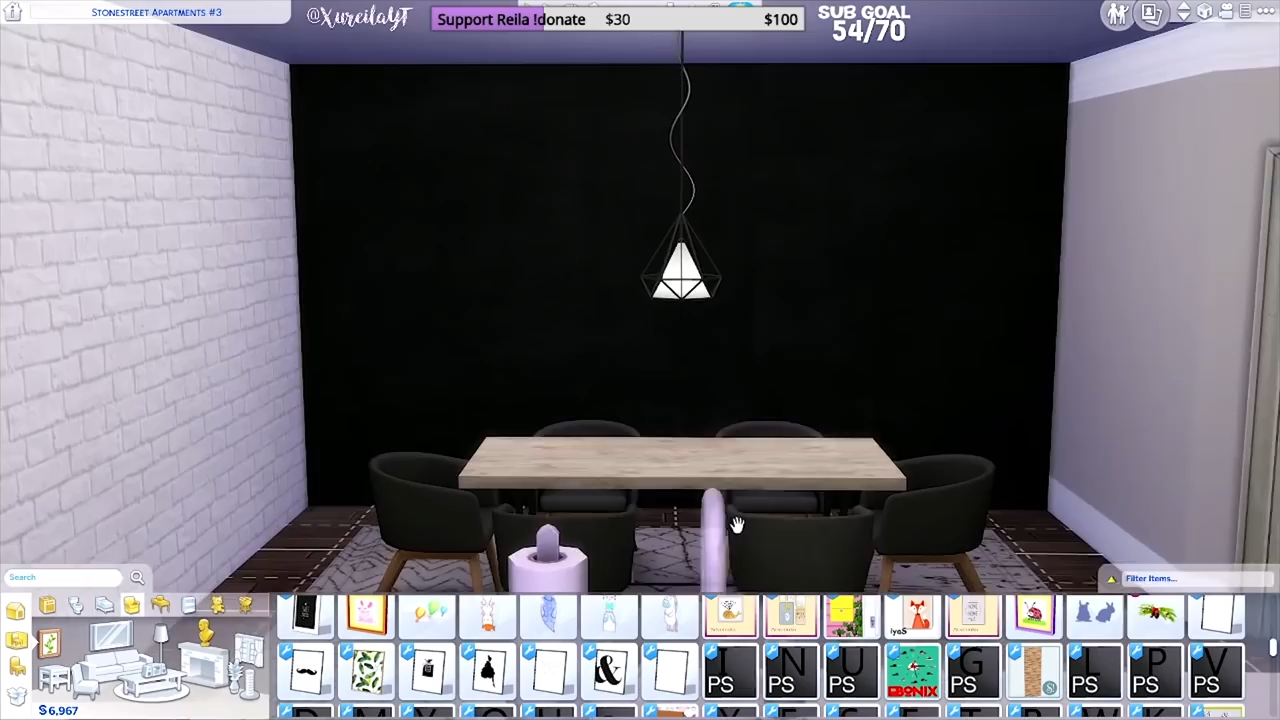 STONESTREET APARTMENTS #3
@XureilaYT
Support Reila !donate $30 $100
SUB GOAL
54/70
Search
Filter Items...
&
I PS
N PS
U PS
EBONIX
G PS
L PS
P PS
V PS
§6,967